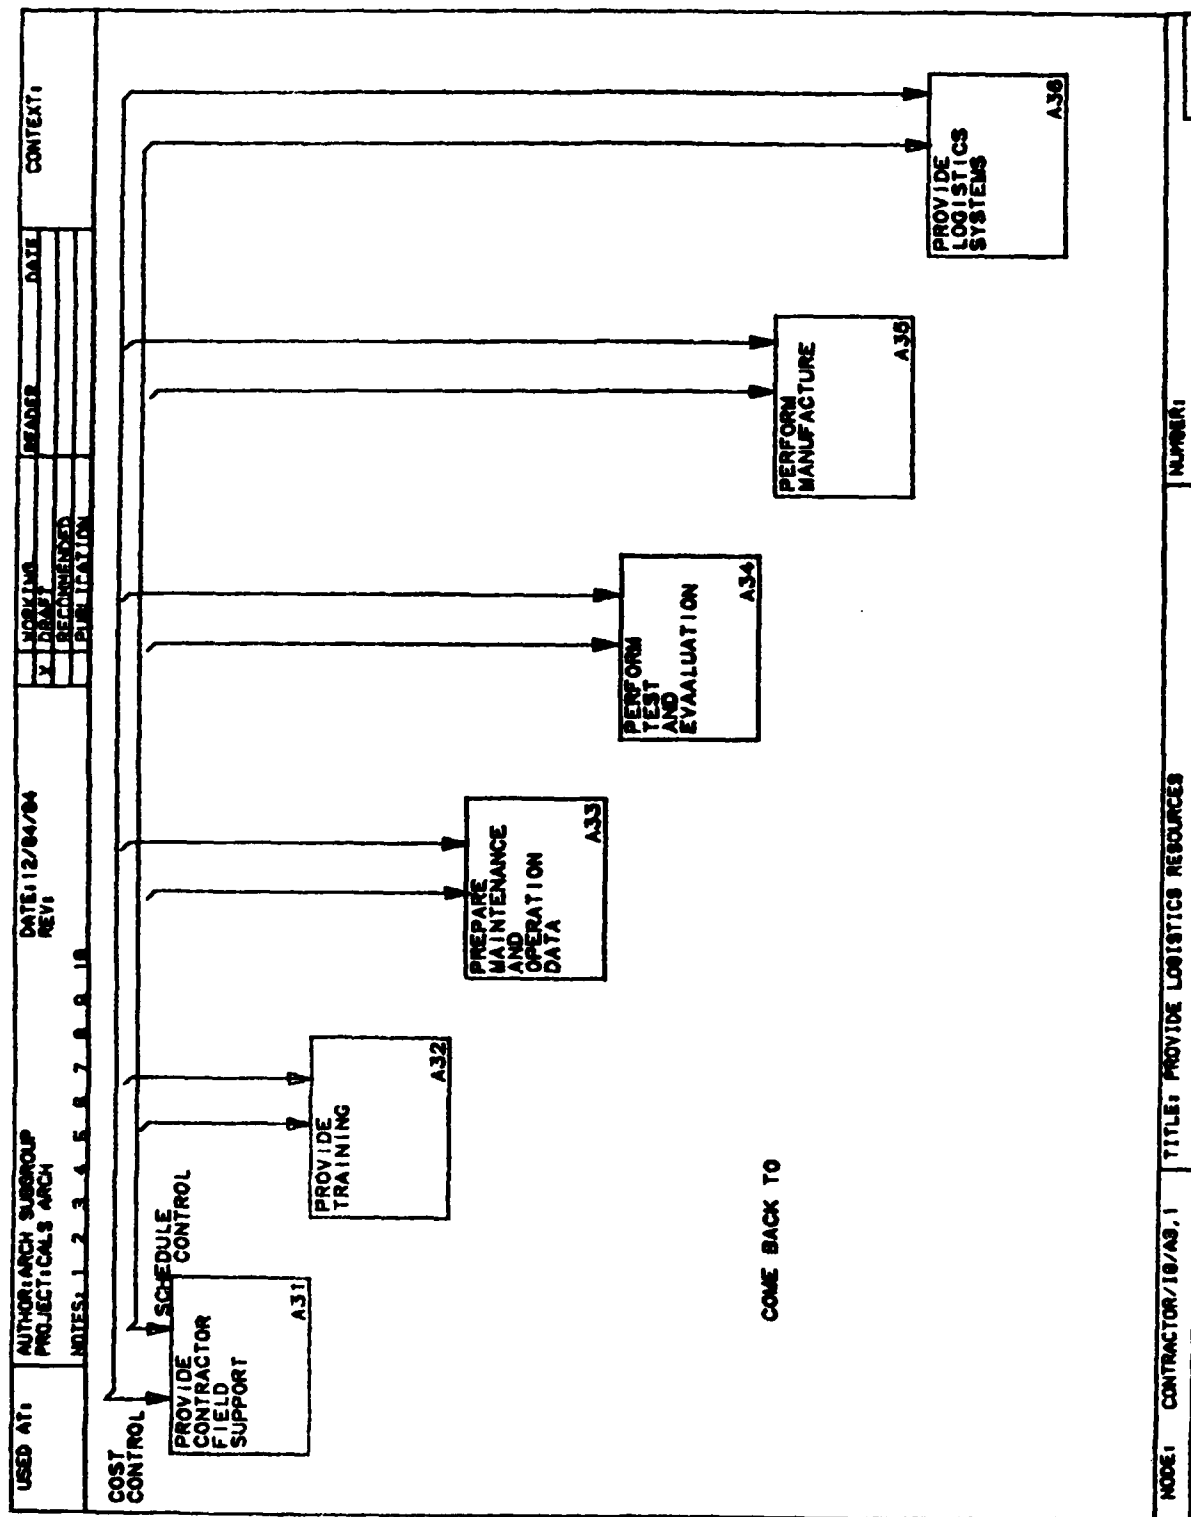 USED AT:
AUTHOR: ARCH SUBGROUP
PROJECT: CALS ARCH
NOTES: 1 2 3 4 5 6 7 8 9 10
DATE: 12/04/84
REV:
WORKING
X DRAFT
RECOMMENDED
PUBLICATION
READER
DATE
CONTEXT:
COST
CONTROL
SCHEDULE
CONTROL
PROVIDE
CONTRACTOR
FIELD
SUPPORT
A31
PROVIDE
TRAINING
A32
PREPARE
MAINTENANCE
AND
OPERATION
DATA
A33
PERFORM
TEST
AND
EVAALUATION
A34
PERFORM
MANUFACTURE
A35
PROVIDE
LOGISTICS
SYSTEMS
A36
COME BACK TO
NODE: CONTRACTOR/10/A3,1
TITLE: PROVIDE LOGISTICS RESOURCES
NUMBER: